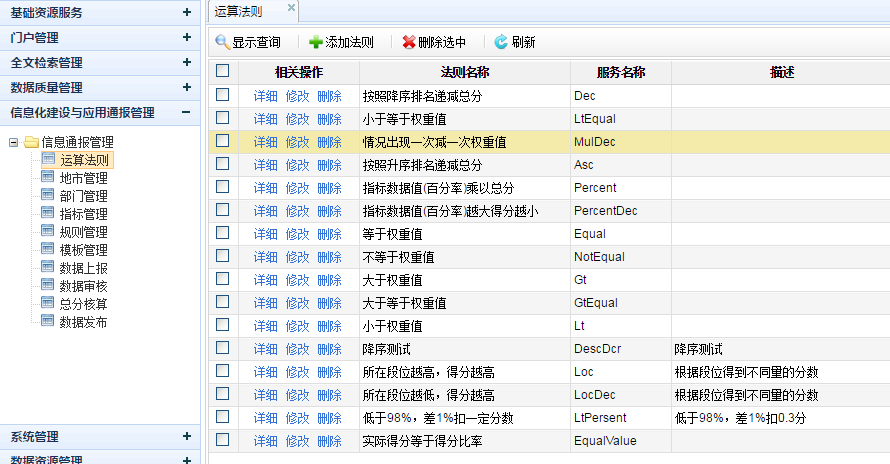 基础资源服务
门户管理
全文检索管理
数据质量管理
信息化建设与应用通报管理
信息通报管理
运算法则
地市管理
部门管理
指标管理
规则管理
模板管理
数据上报
数据审核
总分核算
数据发布
系统管理
数据资源管理
运算法则
显示查询 添加法则 删除选中 刷新
相关操作 法则名称 服务名称 描述
详细 修改 删除 按照降序排名递减总分 Dec
详细 修改 删除 小于等于权重值 LtEqual
详细 修改 删除 情况出现一次减一次权重值 MulDec
详细 修改 删除 按照升序排名递减总分 Asc
详细 修改 删除 指标数据值(百分率)乘以总分 Percent
详细 修改 删除 指标数据值(百分率)越大得分越小 PercentDec
详细 修改 删除 等于权重值 Equal
详细 修改 删除 不等于权重值 NotEqual
详细 修改 删除 大于权重值 Gt
详细 修改 删除 大于等于权重值 GtEqual
详细 修改 删除 小于权重值 Lt
详细 修改 删除 降序测试 DescDcr 降序测试
详细 修改 删除 所在段位越高，得分越高 Loc 根据段位得到不同量的分数
详细 修改 删除 所在段位越低，得分越高 LocDec 根据段位得到不同量的分数
详细 修改 删除 低于98%，差1%扣一定分数 LtPersent 低于98%，差1%扣0.3分
详细 修改 删除 实际得分等于得分比率 EqualValue